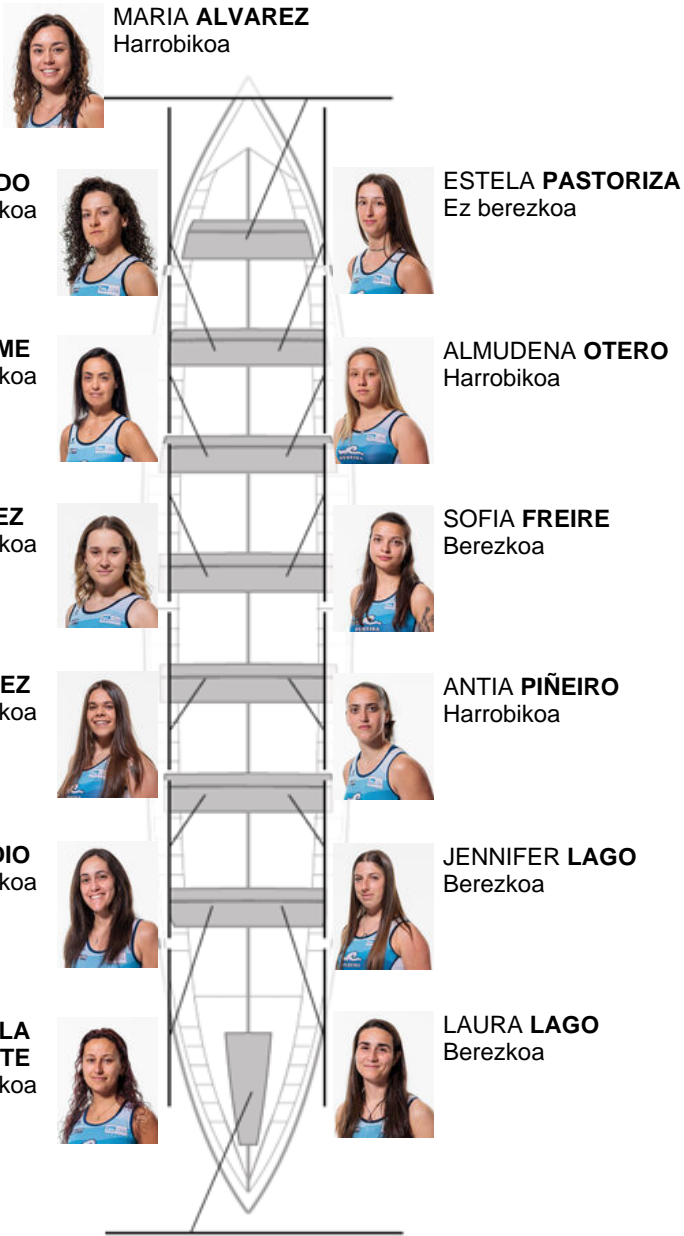 MARIA ALVAREZ
Harrobikoa
DO
koa
ESTELA PASTORIZA
Ez berezkoa
ME
koa
ALMUDENA OTERO
Harrobikoa
EZ
koa
SOFIA FREIRE
Berezkoa
EZ
koa
ANTIA PIÑEIRO
Harrobikoa
DIO
koa
JENNIFER LAGO
Berezkoa
LA
TE
koa
LAURA LAGO
Berezkoa